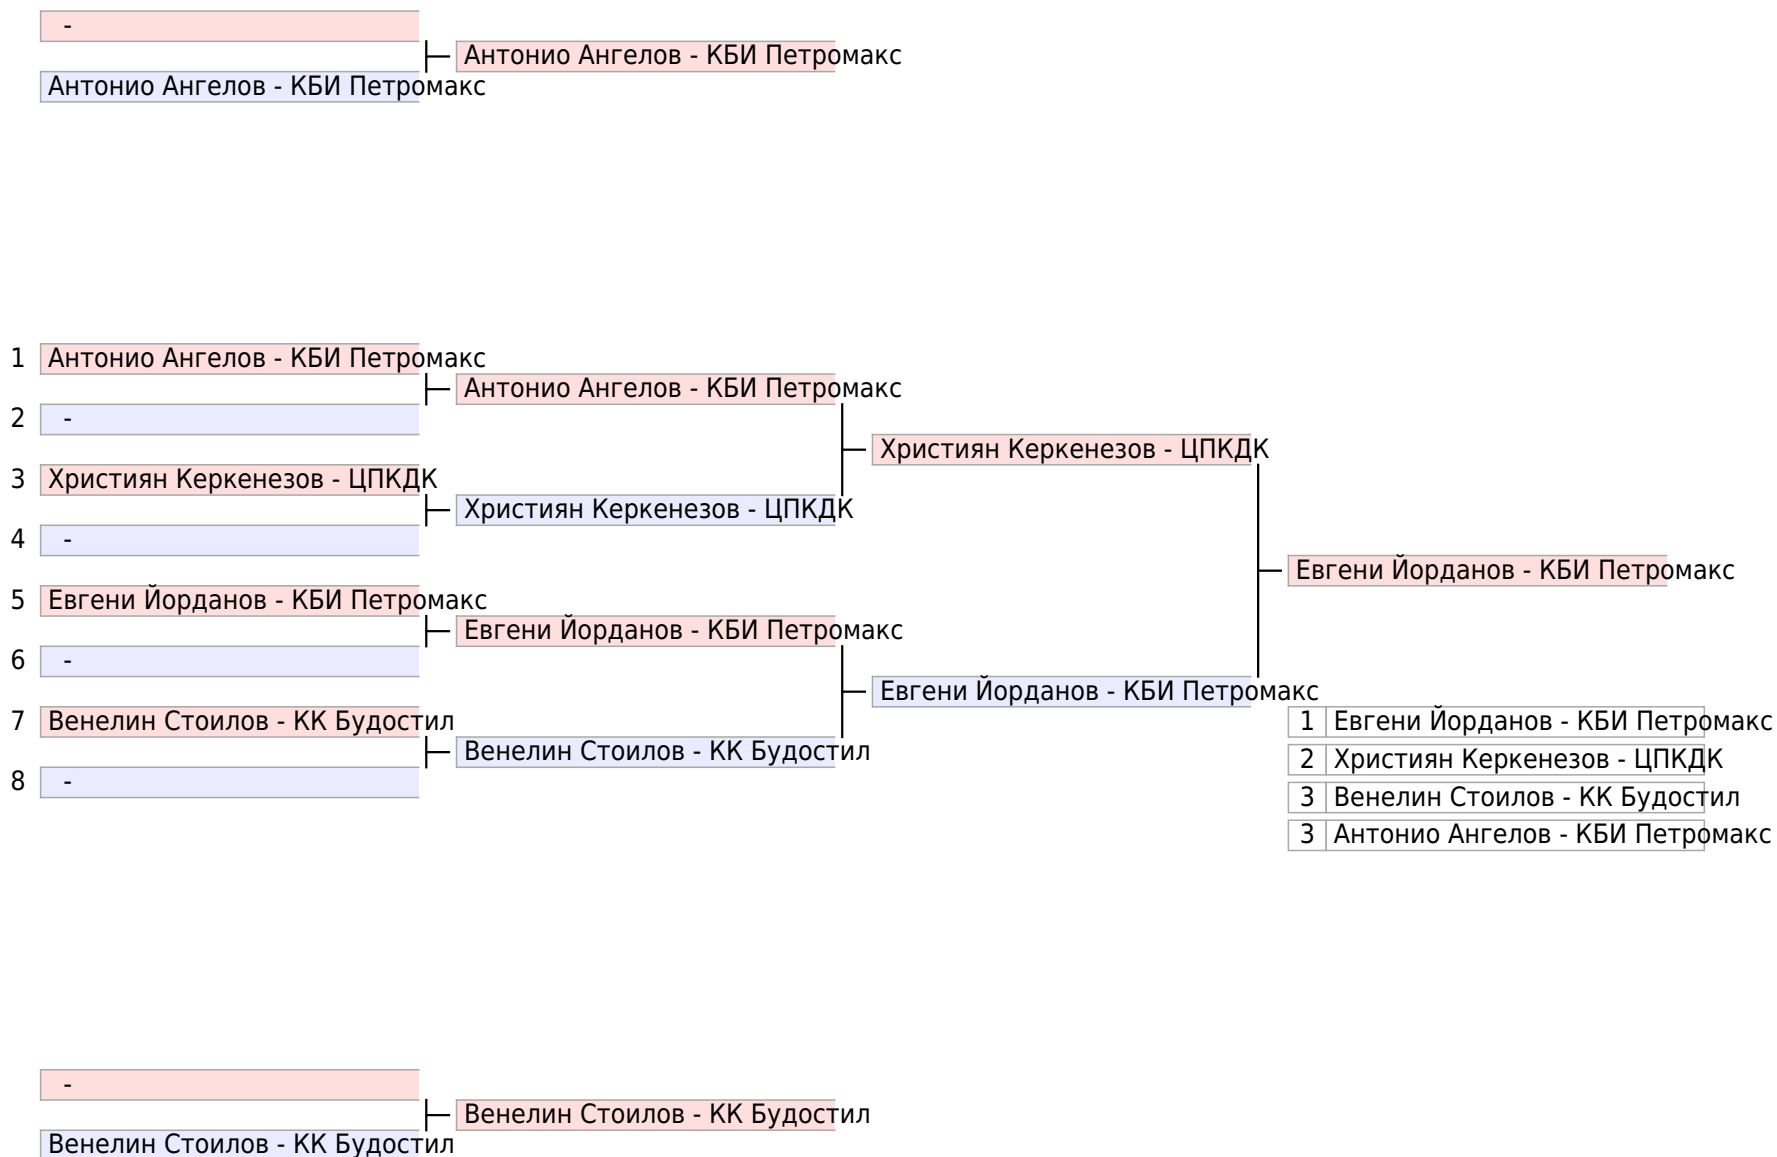 -
Антонио Ангелов - КБИ Петромакс
Антонио Ангелов - КБИ Петромакс
1 Антонио Ангелов - КБИ Петромакс
Антонио Ангелов - КБИ Петромакс
2 -
Християн Керкенезов - ЦПКДК
3 Християн Керкенезов - ЦПКДК
Християн Керкенезов - ЦПКДК
4 -
Евгени Йорданов - КБИ Петромакс
5 Евгени Йорданов - КБИ Петромакс
Евгени Йорданов - КБИ Петромакс
6 -
Евгени Йорданов - КБИ Петромакс
7 Венелин Стоилов - КК Будостил
1 Евгени Йорданов - КБИ Петромакс
Венелин Стоилов - КК Будостил
2 Християн Керкенезов - ЦПКДК
8 -
3 Венелин Стоилов - КК Будостил
3 Антонио Ангелов - КБИ Петромакс
-
Венелин Стоилов - КК Будостил
Венелин Стоилов - КК Будостил